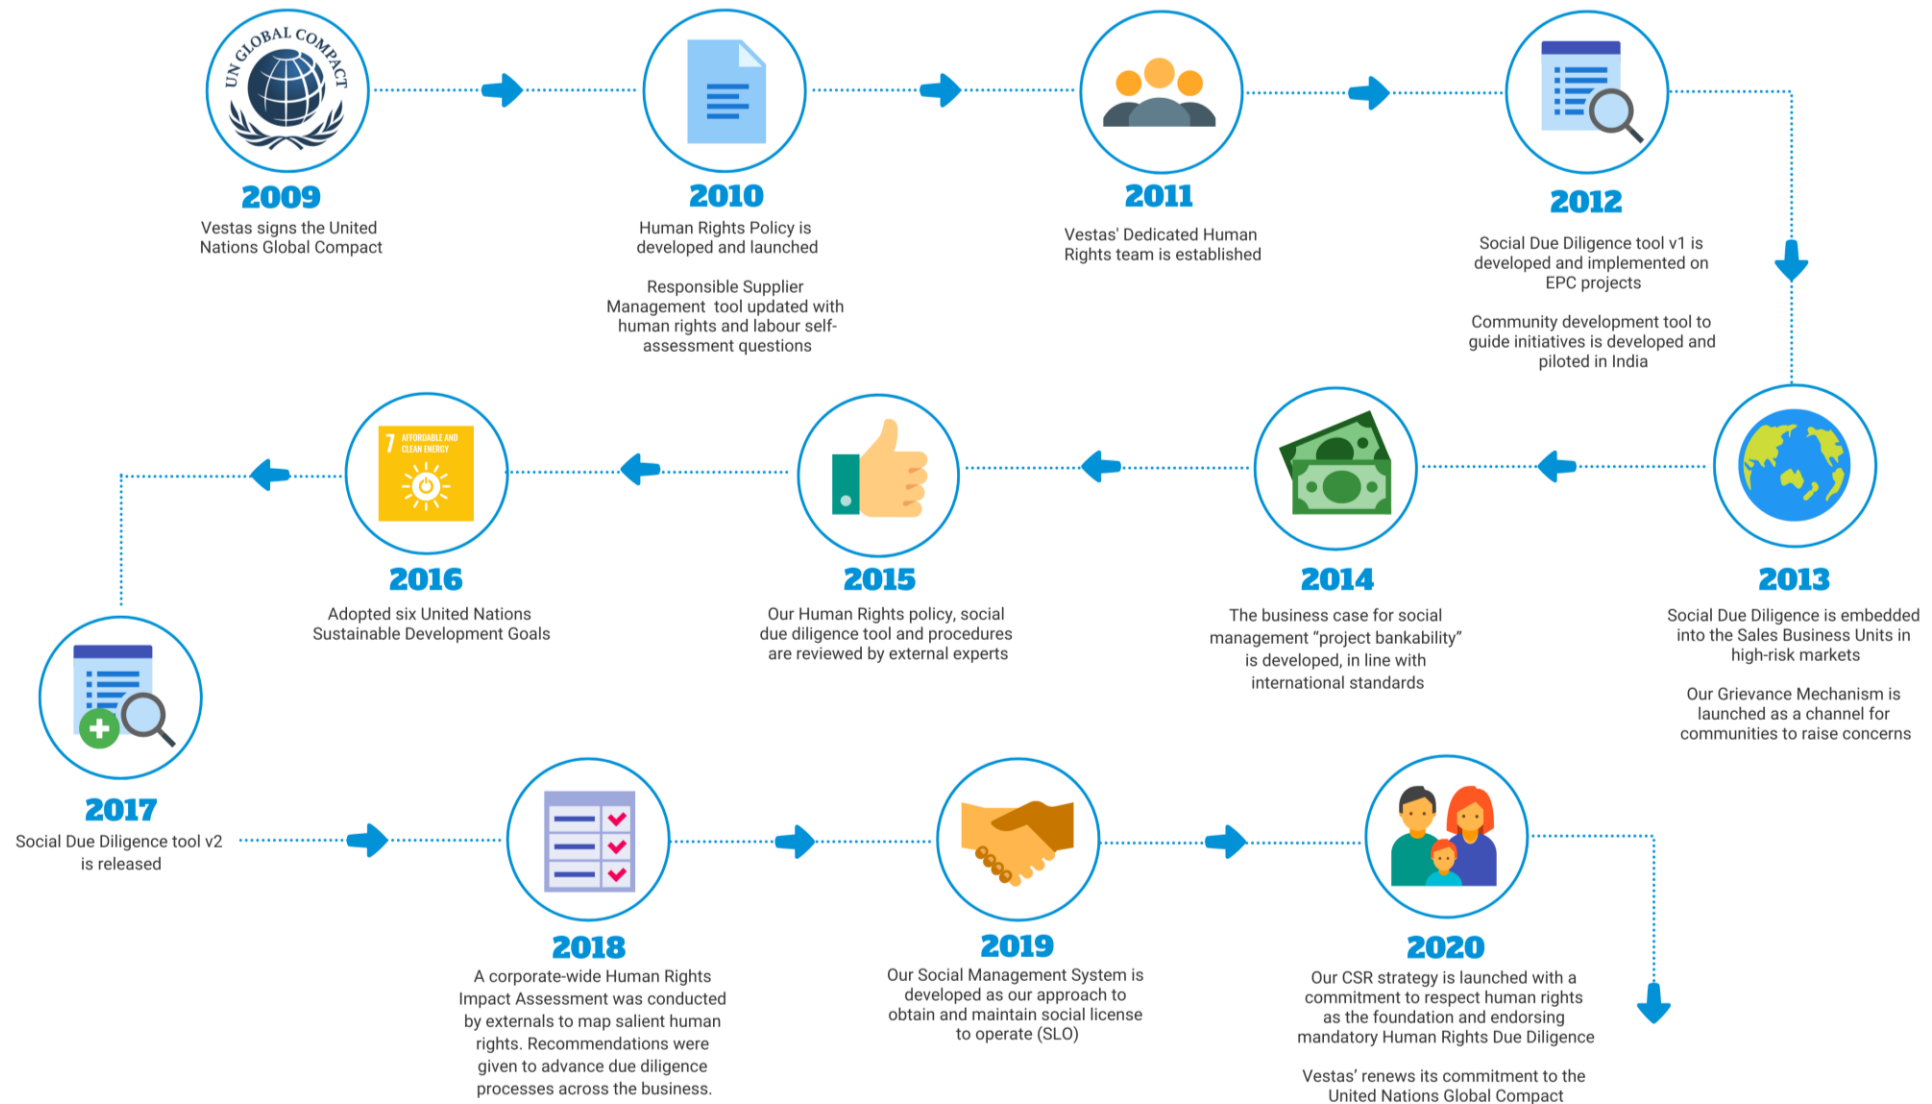 UN GLOBAL COMPACT
2009
Vestas signs the United
Nations Global Compact
2010
Human Rights Policy is
developed and launched
Responsible Supplier
Management tool updated with
human rights and labour self-
assessment questions
2011
Vestas' Dedicated Human
Rights team is established
2012
Social Due Diligence tool v1 is
developed and implemented on
EPC projects
Community development tool to
guide initiatives is developed and
piloted in India
2013
Social Due Diligence is embedded
into the Sales Business Units in
high-risk markets
Our Grievance Mechanism is
launched as a channel for
communities to raise concerns
2014
The business case for social
management “project bankability”
is developed, in line with
international standards
2015
Our Human Rights policy, social
due diligence tool and procedures
are reviewed by external experts
7 AFFORDABLE AND
CLEAN ENERGY
2016
Adopted six United Nations
Sustainable Development Goals
2017
Social Due Diligence tool v2
is released
2018
A corporate-wide Human Rights
Impact Assessment was conducted
by externals to map salient human
rights. Recommendations were
given to advance due diligence
processes across the business.
2019
Our Social Management System is
developed as our approach to
obtain and maintain social license
to operate (SLO)
2020
Our CSR strategy is launched with a
commitment to respect human rights
as the foundation and endorsing
mandatory Human Rights Due Diligence
Vestas’ renews its commitment to the
United Nations Global Compact